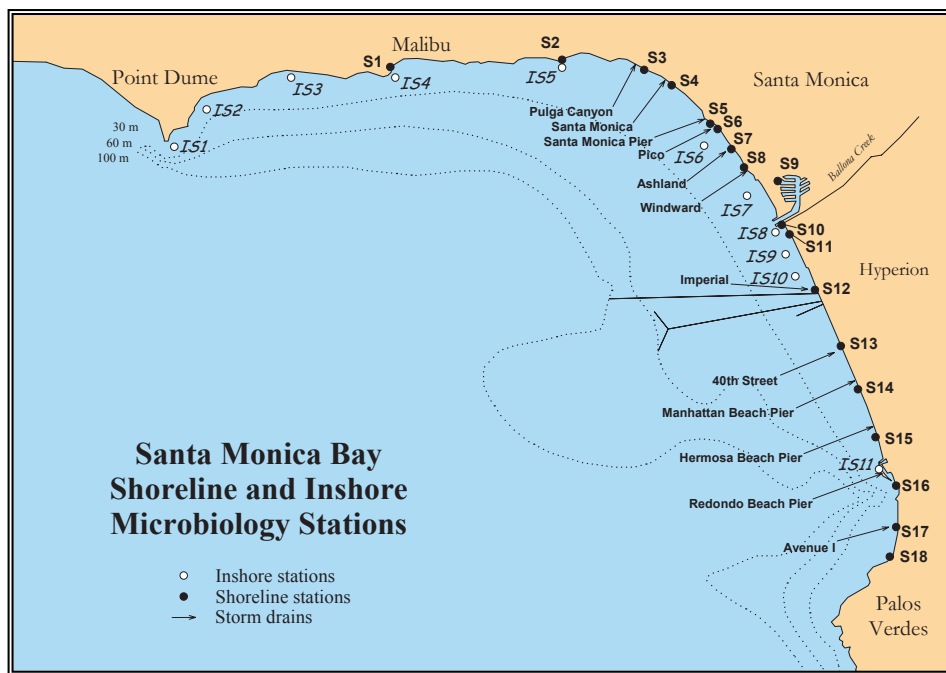 Malibu
Point Dume
S1
S2
S3
S4
Santa Monica
IS3
IS4
IS5
IS2
IS1
30 m
60 m
100 m
Pulga Canyon
Santa Monica
Santa Monica Pier
Pico
S5
S6
S7
S8
S9
IS6
Ashland
Windward
Ballona Creek
IS7
IS8
S10
S11
IS9
IS10
Hyperion
Imperial
S12
S13
40th Street
S14
Manhattan Beach Pier
S15
Hermosa Beach Pier
IS11
S16
Redondo Beach Pier
S17
Avenue I
S18
Palos
Verdes
Santa Monica Bay
Shoreline and Inshore
Microbiology Stations
Inshore stations
Shoreline stations
Storm drains